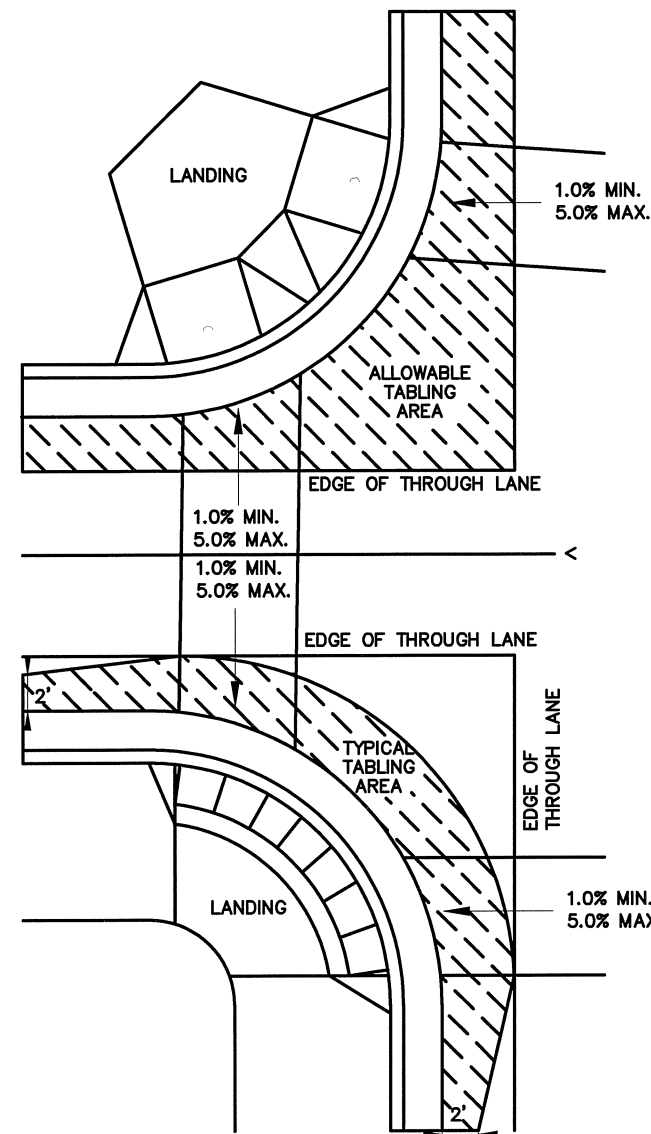 LANDING
1.0% MIN.
5.0% MAX.
ALLOWABLE
TABLING
AREA
EDGE OF THROUGH LANE
1.0% MIN.
5.0% MAX.
<
1.0% MIN.
5.0% MAX.
EDGE OF THROUGH LANE
2'
TYPICAL
TABLING
AREA
EDGE OF
THROUGH LANE
LANDING
1.0% MIN.
5.0% MAX
2'